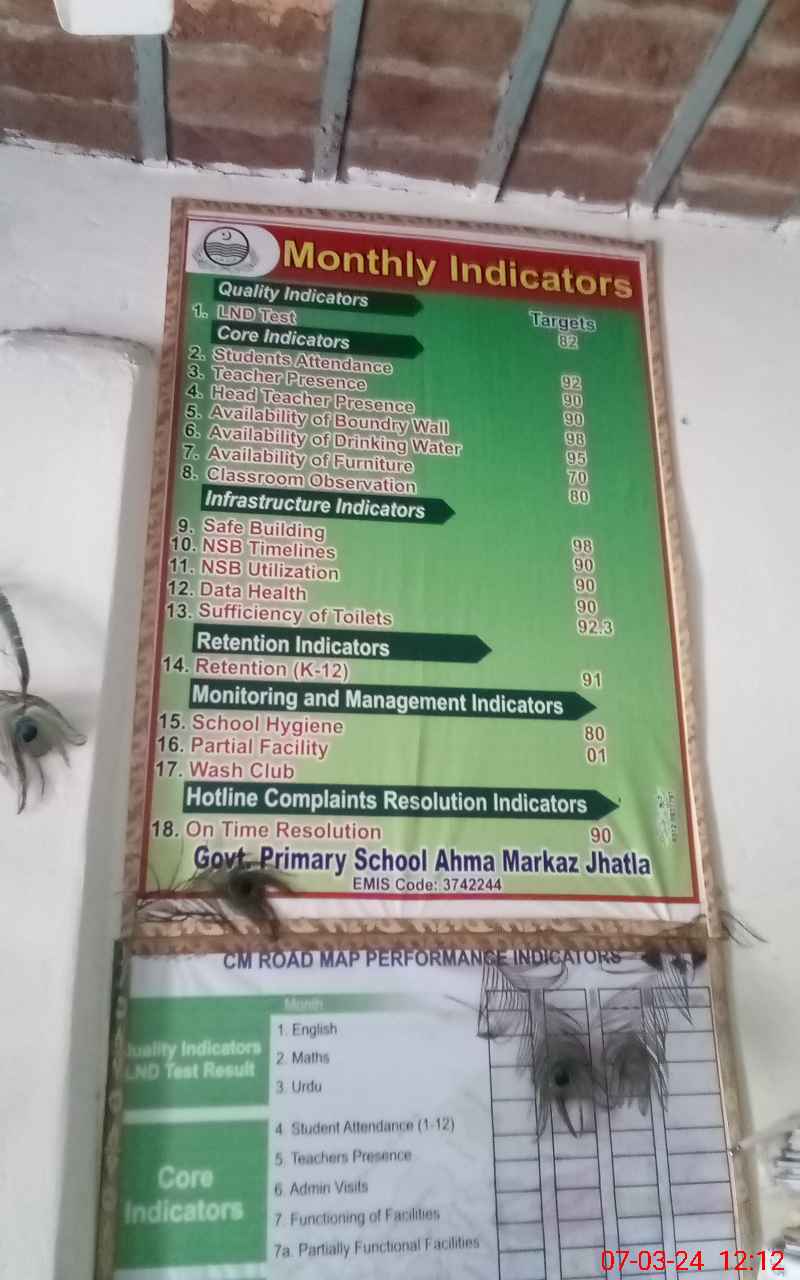 Monthly Indicators
Quality Indicators
Targets
1. LND Test 82
Core Indicators
2. Students Attendance 92
3. Teacher Presence 90
4. Head Teacher Presence 90
5. Availability of Boundry Wall 98
6. Availability of Drinking Water 95
7. Availability of Furniture 70
8. Classroom Observation 80
Infrastructure Indicators
9. Safe Building 98
10. NSB Timelines 90
11. NSB Utilization 90
12. Data Health 90
13. Sufficiency of Toilets 92.3
Retention Indicators
14. Retention (K-12) 91
Monitoring and Management Indicators
15. School Hygiene 80
16. Partial Facility 01
17. Wash Club
Hotline Complaints Resolution Indicators
18. On Time Resolution 90
Govt. Primary School Ahma Markaz Jhatla
EMIS Code: 3742244
CM ROAD MAP PERFORMANCE INDICATORS
Month
Quality Indicators
LND Test Result
1. English
2. Maths
3. Urdu
Core
Indicators
4. Student Attendance (1-12)
5. Teachers Presence
6. Admin Visits
7. Functioning of Facilities
7a. Partially Functional Facilities
07-03-24 12:12